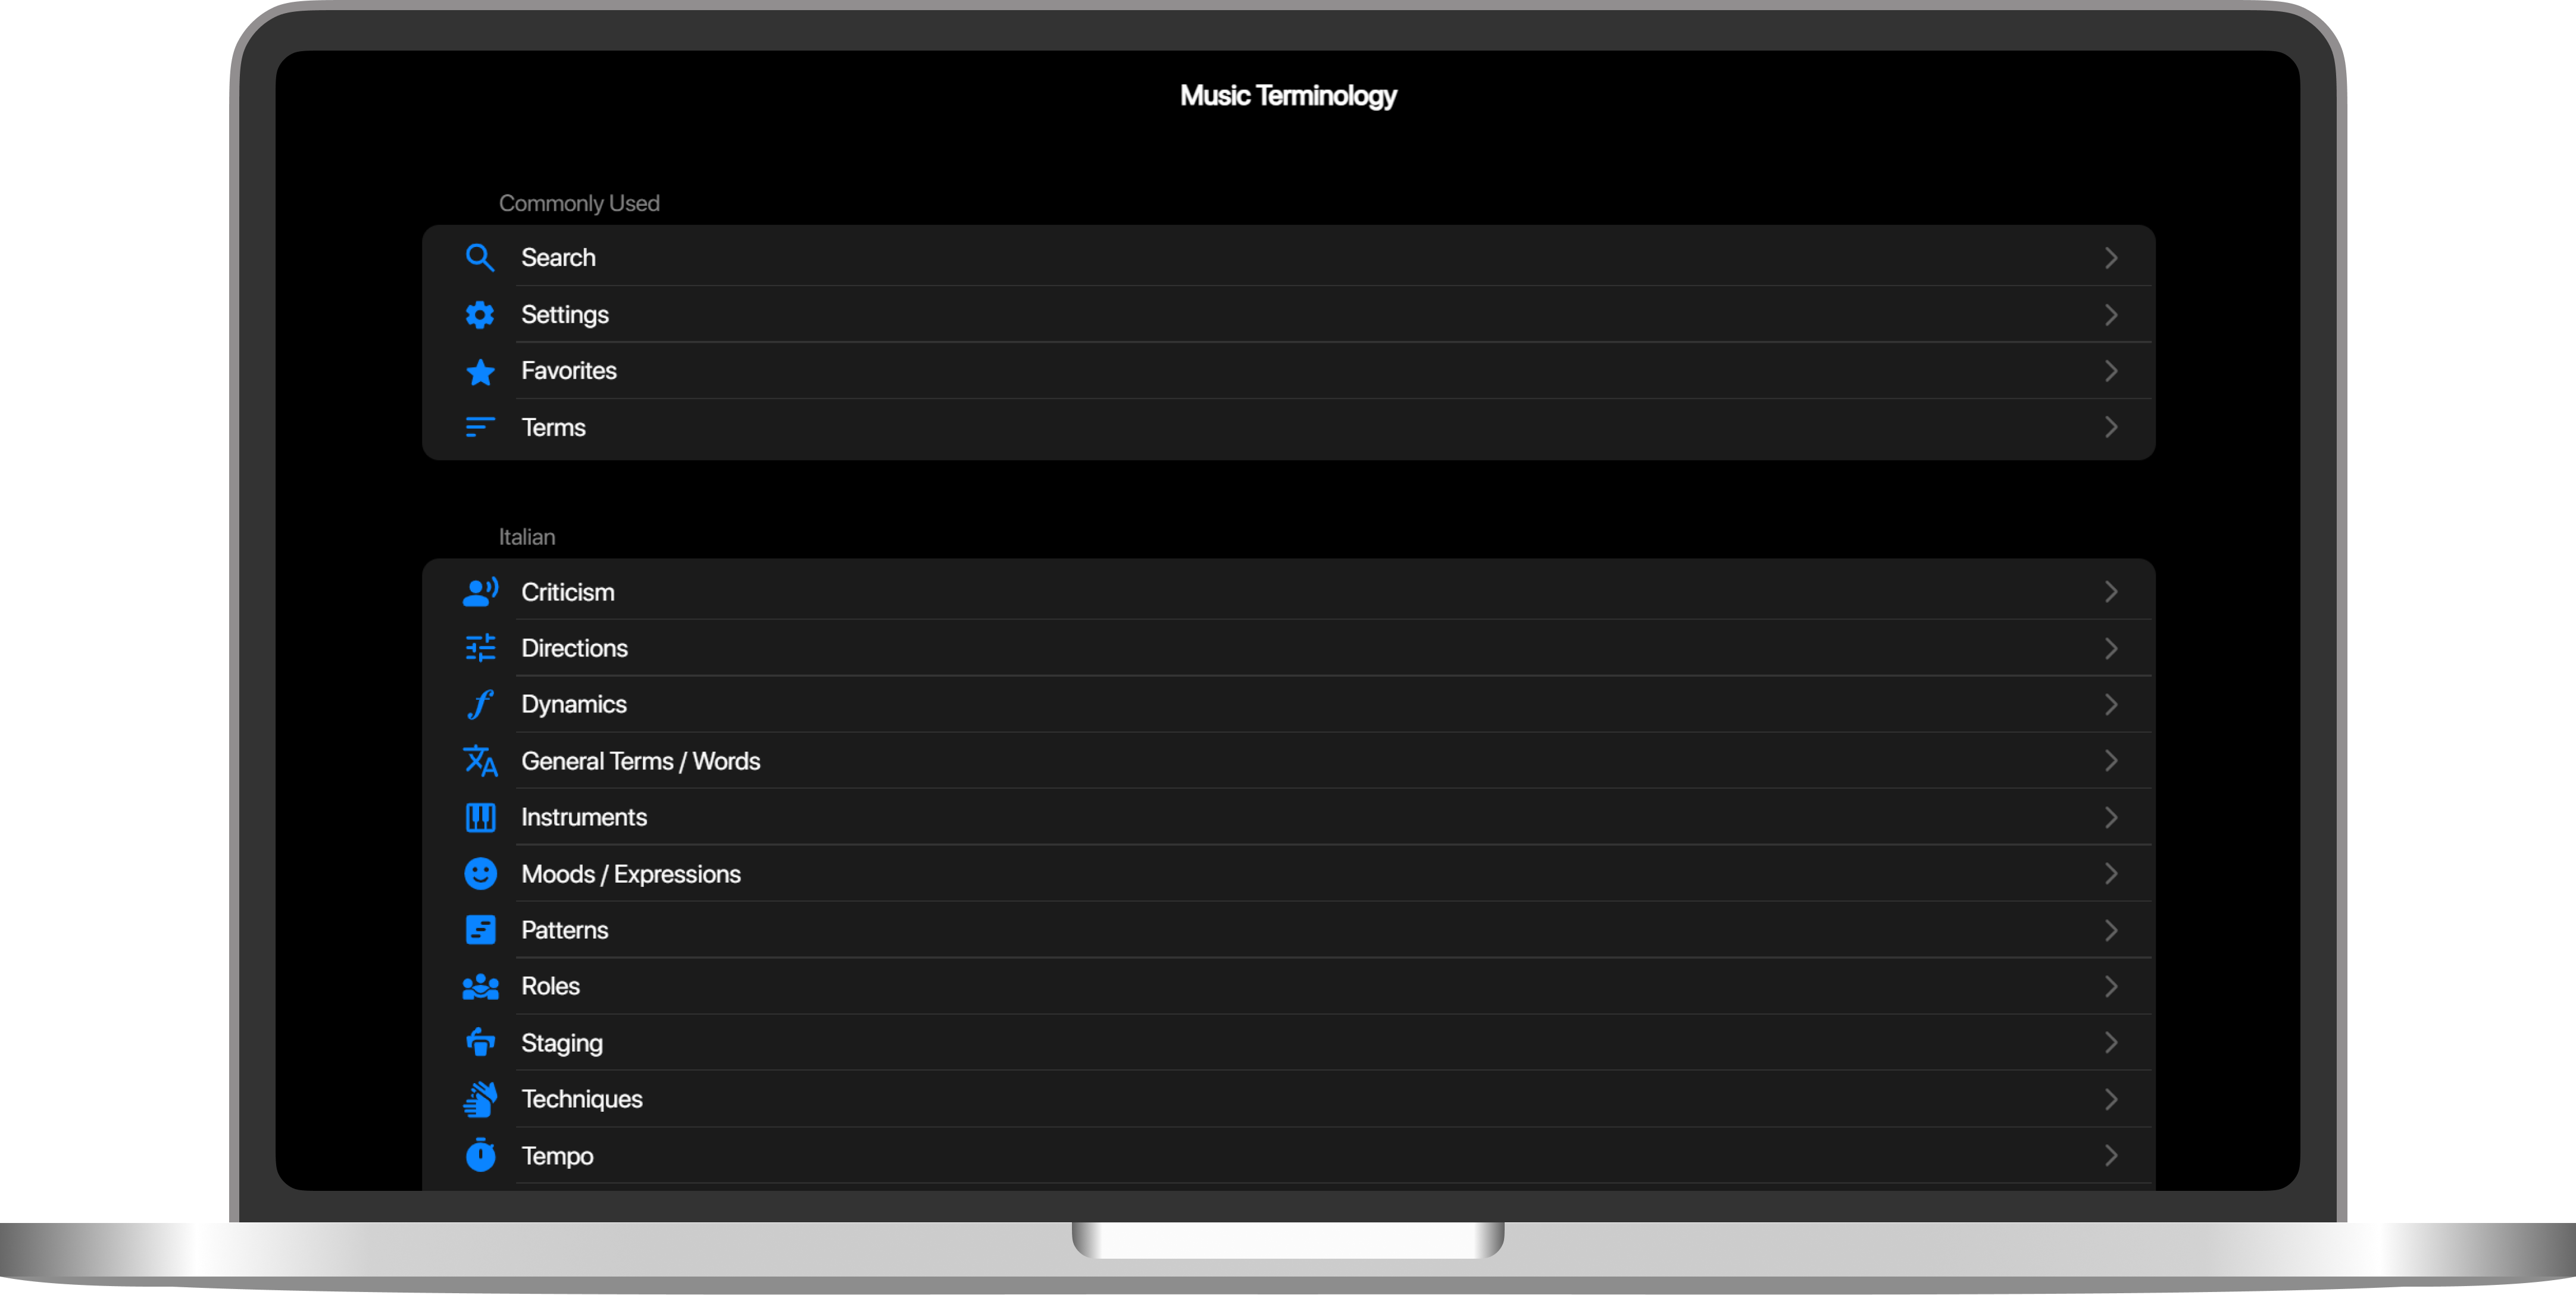 Music Terminology
Commonly Used
Search
Settings
Favorites
Terms
Italian
Criticism
Directions
Dynamics
General Terms / Words
Instruments
Moods / Expressions
Patterns
Roles
Staging
Techniques
Tempo